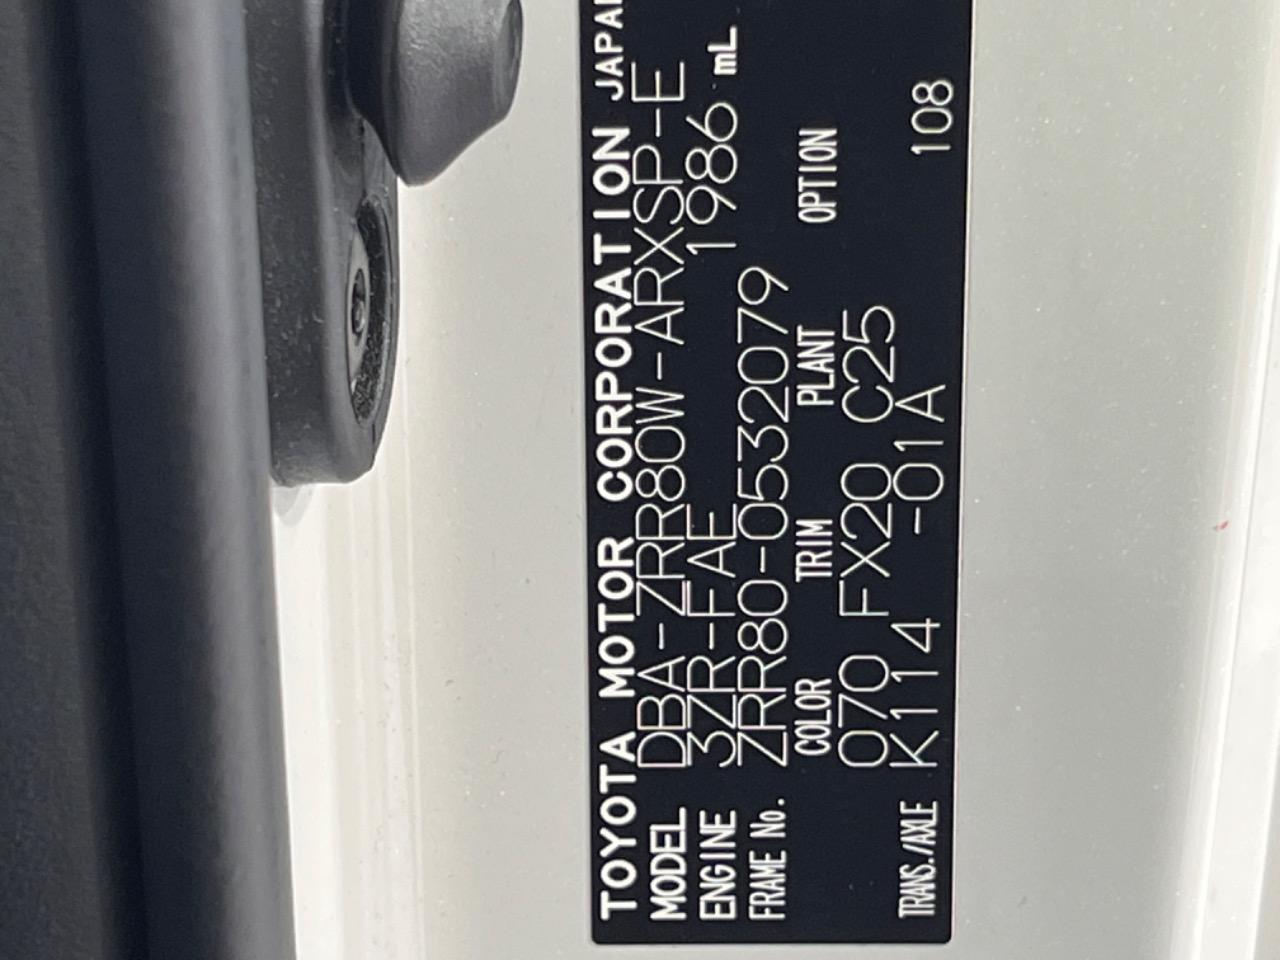 TOYOTA MOTOR CORPORATION JAPAN
MODEL DBA-ZRR80W-ARXSP-E
ENGINE 3ZR-FAE 1986 mL
FRAME No. ZRR80-0532079
COLOR TRIM PLANT OPTION
070 FX20 C25
TRANS./AXLE K114 -01A 108